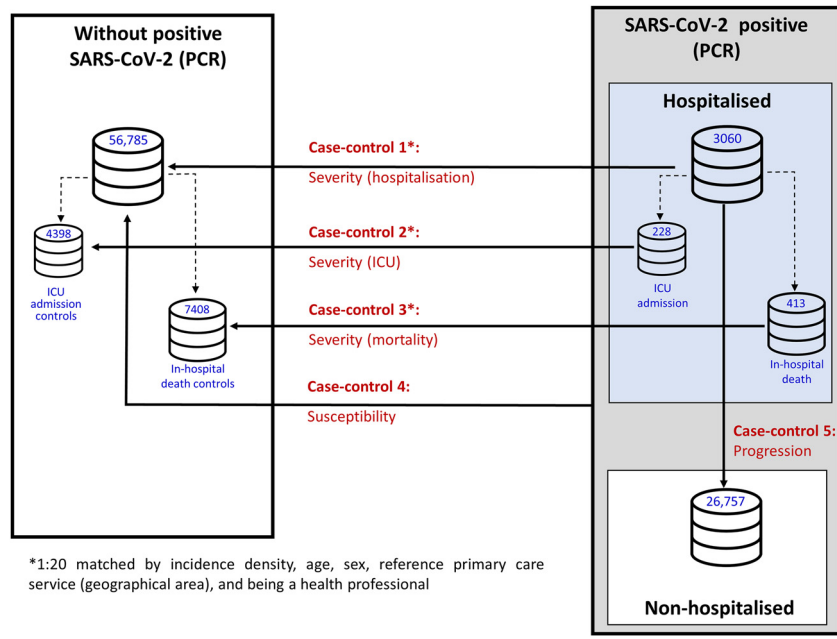 Without positive
SARS-CoV-2 (PCR)
56,785
4398
ICU
admission
controls
7408
In-hospital
death controls
Case-control 1*:
Severity (hospitalisation)
Case-control 2*:
Severity (ICU)
Case-control 3*:
Severity (mortality)
Case-control 4:
Susceptibility
SARS-CoV-2 positive
(PCR)
Hospitalised
3060
228
ICU
admission
413
In-hospital
death
Case-control 5:
Progression
26,757
Non-hospitalised
*1:20 matched by incidence density, age, sex, reference primary care
service (geographical area), and being a health professional